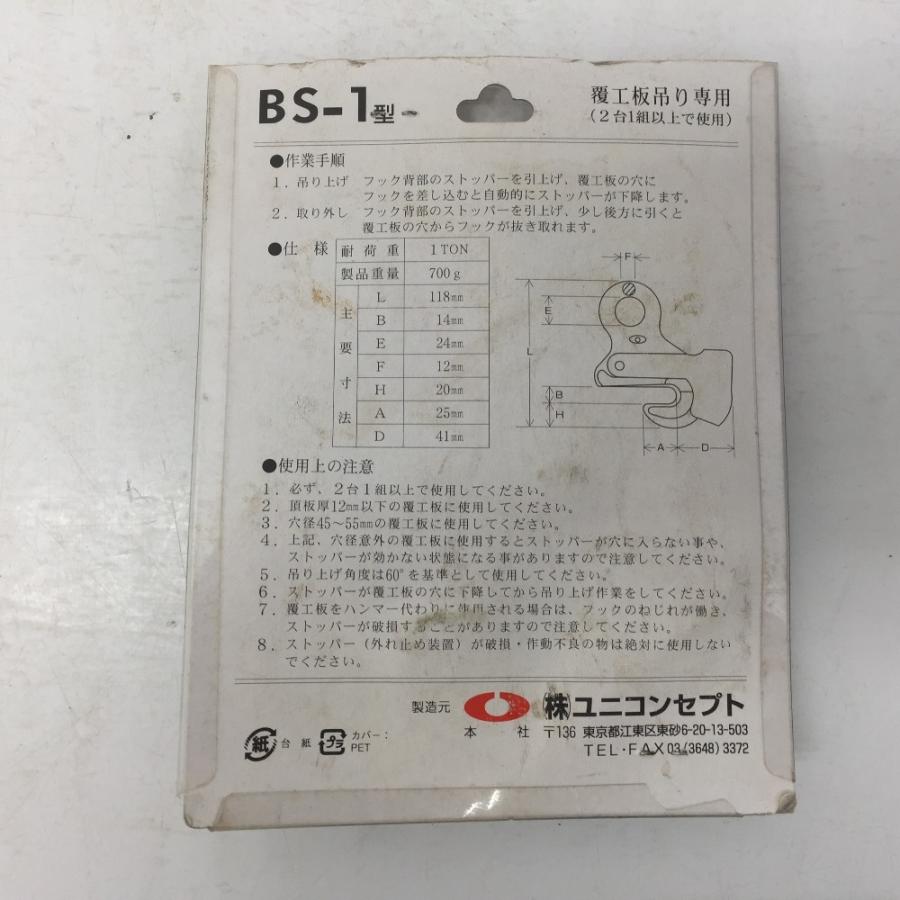 BS-1型
覆工板吊り専用
(2台1組以上で使用)
●作業手順
1．吊り上げ　フック背部のストッパーを引上げ、覆工板の穴に
フックを差し込むと自動的にストッパーが下降します。
2．取り外し　フック背部のストッパーを引上げ、少し後方に引くと
覆工板の穴からフックが抜き取れます。
●仕様
耐荷重　1TON
製品重量　700g
主要寸法
L　118mm
B　14mm
E　24mm
F　12mm
H　20mm
A　25mm
D　41mm
F
E
L
B
H
A
D
●使用上の注意
1．必ず、2台1組以上で使用してください。
2．頂板厚12mm以下の覆工板に使用してください。
3．穴径45～55mmの覆工板に使用してください。
4．上記、穴径意外の覆工板に使用するとストッパーが穴に入らない事や、
ストッパーが効かない状態になる事がありますので注意してください。
5．吊り上げ角度は60°を基準として使用してください。
6．ストッパーが覆工板の穴に下降してから吊り上げ作業をしてください。
7．覆工板をハンマー代わりに使用される場合は、フックのねじれが働き、
ストッパーが破損することがありますので注意してください。
8．ストッパー（外れ止め装置）が破損・作動不良の物は絶対に使用しない
でください。
製造元　㈱ユニコンセプト
本　社　〒136 東京都江東区東砂6-20-13-503
TEL・FAX 03(3648)3372
紙　台紙　プラ　カバー：
PET